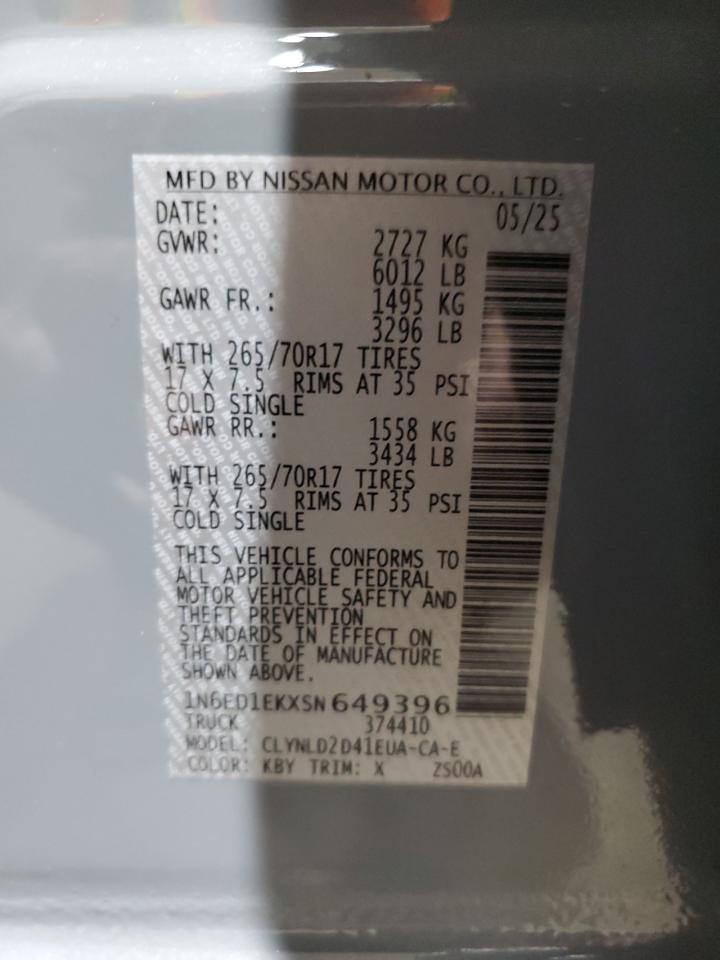 MFD BY NISSAN MOTOR CO., LTD.
DATE: 05/25
GVWR: 2727 KG
6012 LB
GAWR FR.: 1495 KG
3296 LB
WITH 265/70R17 TIRES
17 X 7.5 RIMS AT 35 PSI
COLD SINGLE
GAWR RR.: 1558 KG
3434 LB
WITH 265/70R17 TIRES
17 X 7.5 RIMS AT 35 PSI
COLD SINGLE
THIS VEHICLE CONFORMS TO
ALL APPLICABLE FEDERAL
MOTOR VEHICLE SAFETY AND
THEFT PREVENTION
STANDARDS IN EFFECT ON
THE DATE OF MANUFACTURE
SHOWN ABOVE.
1N6ED1EKXSN649396
TRUCK 374410
MODEL: CLYNLD2D41EUA-CA-E
COLOR: KBY TRIM: X ZS00A